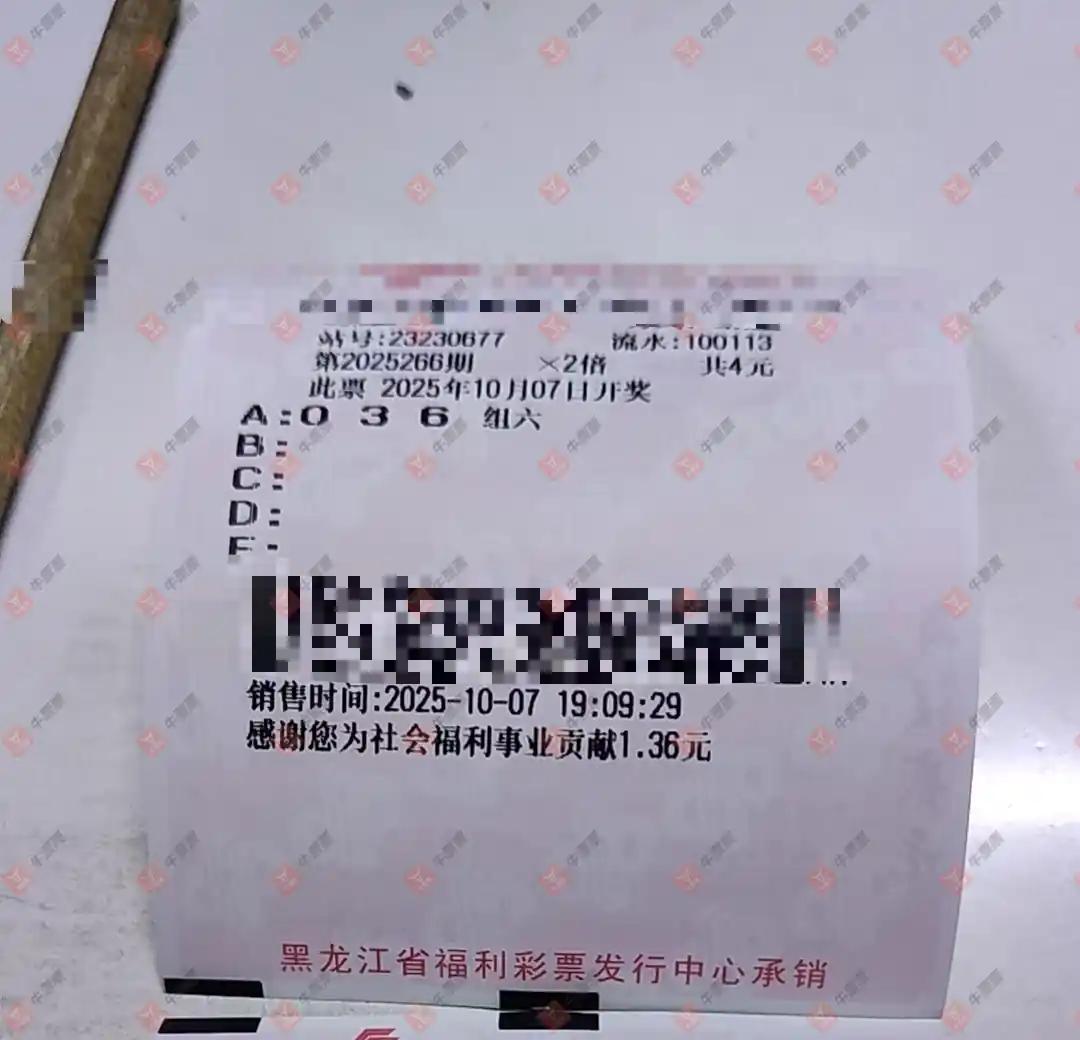 站号:23230677 流水:100113
第2025266期 ×2倍 共4元
此票 2025年10月07日开奖
A:0 3 6 组六
B:
C:
D:
E:
销售时间:2025-10-07 19:09:29
感谢您为社会福利事业贡献1.36元
黑龙江省福利彩票发行中心承销